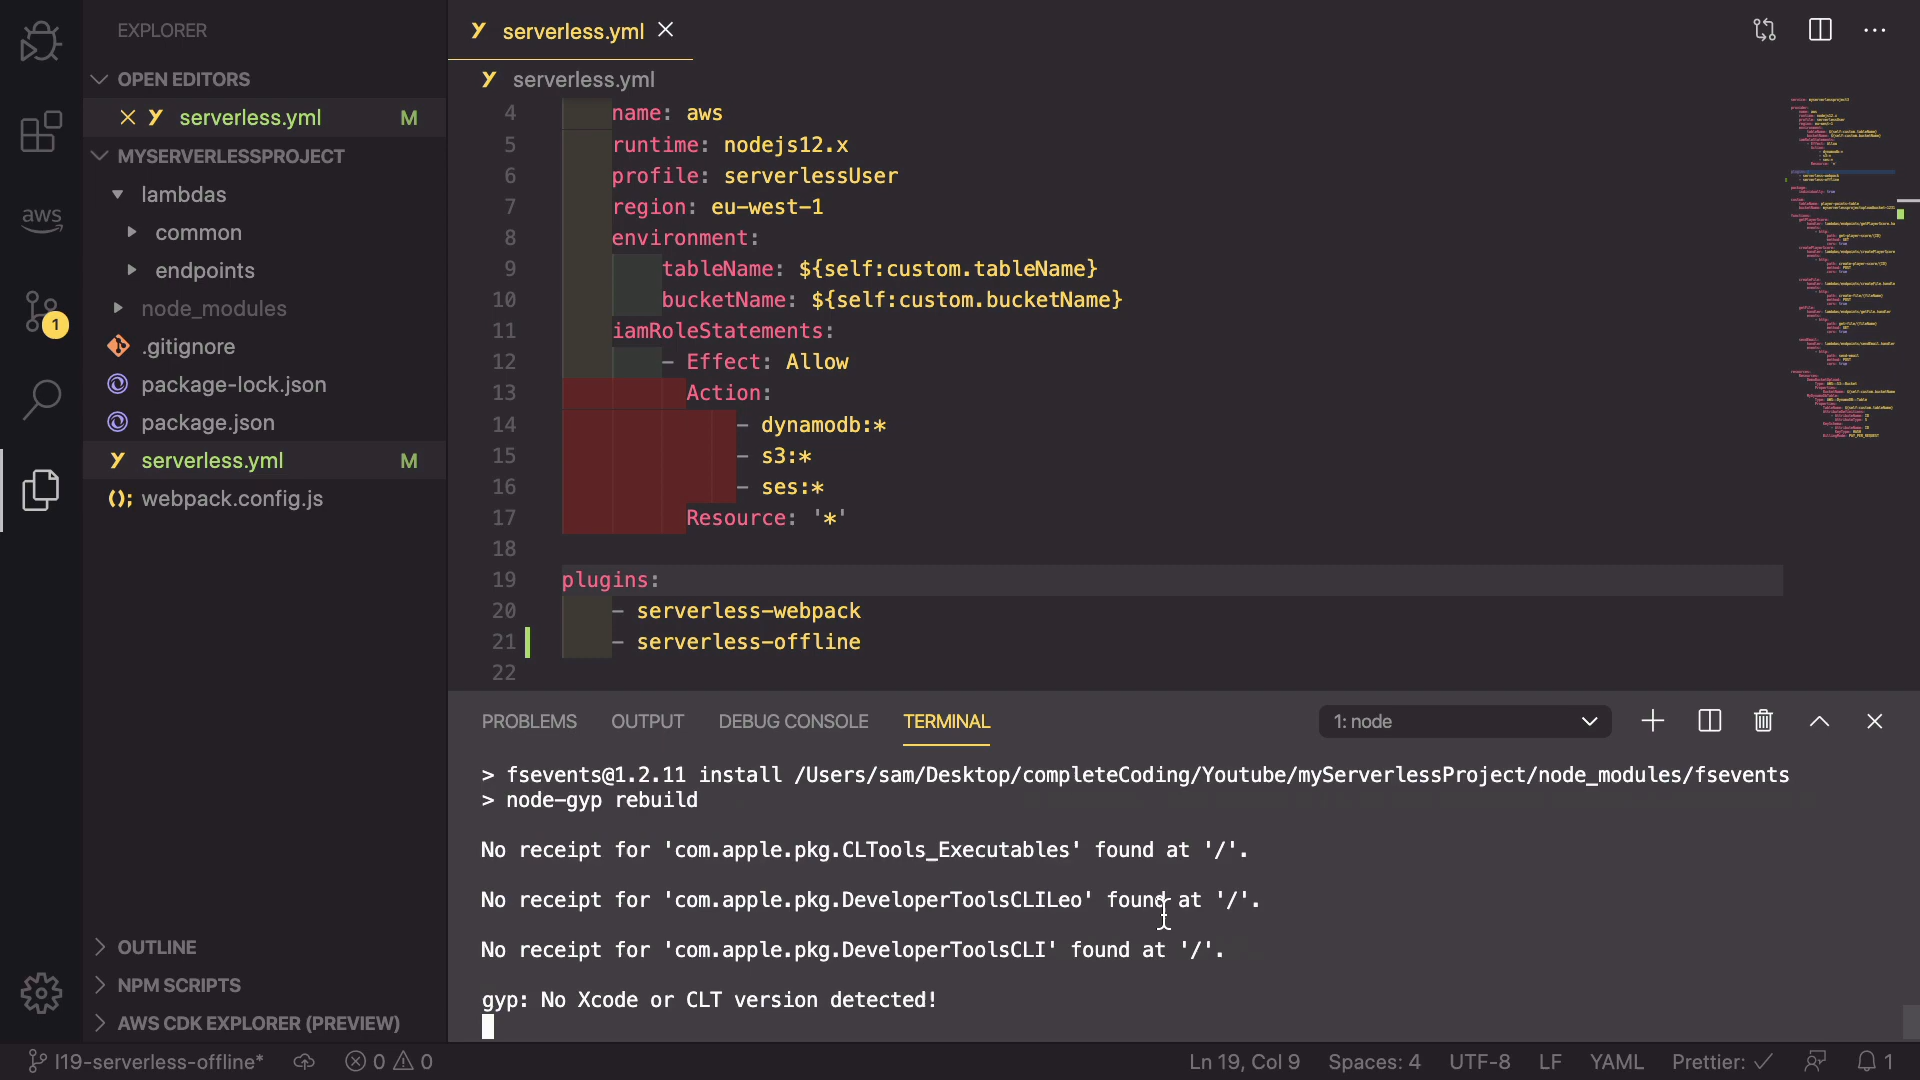 EXPLORER
OPEN EDITORS
serverless.yml M
MYSERVERLESSPROJECT
lambdas
common
endpoints
node_modules
.gitignore
package-lock.json
package.json
serverless.yml M
webpack.config.js
OUTLINE
NPM SCRIPTS
AWS CDK EXPLORER (PREVIEW)
aws
1
serverless.yml
serverless.yml
4 name: aws
5 runtime: nodejs12.x
6 profile: serverlessUser
7 region: eu-west-1
8 environment:
9 tableName: ${self:custom.tableName}
10 bucketName: ${self:custom.bucketName}
11 iamRoleStatements:
12 - Effect: Allow
13 Action:
14 - dynamodb:*
15 - s3:*
16 - ses:*
17 Resource: '*'
18
19 plugins:
20 - serverless-webpack
21 - serverless-offline
22
PROBLEMS OUTPUT DEBUG CONSOLE TERMINAL 1: node
> fsevents@1.2.11 install /Users/sam/Desktop/completeCoding/Youtube/myServerlessProject/node_modules/fsevents
> node-gyp rebuild
No receipt for 'com.apple.pkg.CLTools_Executables' found at '/'.
No receipt for 'com.apple.pkg.DeveloperToolsCLILeo' found at '/'.
No receipt for 'com.apple.pkg.DeveloperToolsCLI' found at '/'.
gyp: No Xcode or CLT version detected!
l19-serverless-offline* 0 0 Ln 19, Col 9 Spaces: 4 UTF-8 LF YAML Prettier: ✓ 1